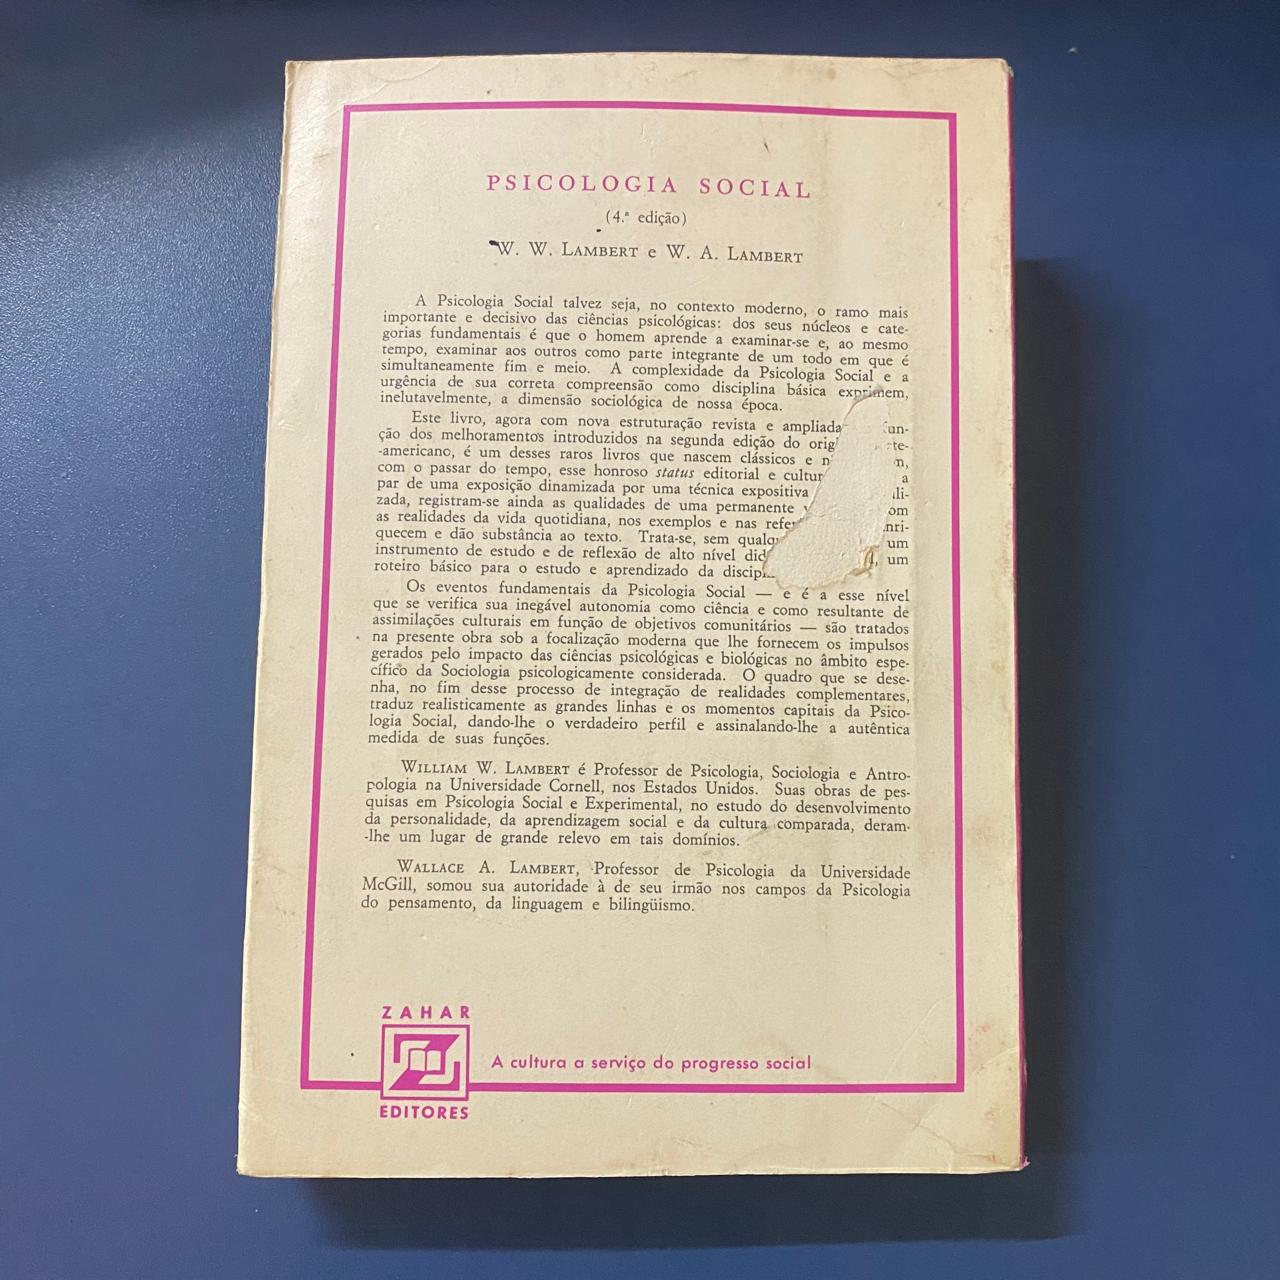 PSICOLOGIA SOCIAL
(4.ª edição)
W. W. LAMBERT e W. A. LAMBERT
A Psicologia Social talvez seja, no contexto moderno, o ramo mais
importante e decisivo das ciências psicológicas: dos seus núcleos e cate-
gorias fundamentais é que o homem aprende a examinar-se e, ao mesmo
tempo, examinar aos outros como parte integrante de um todo em que é
simultaneamente fim e meio. A complexidade da Psicologia Social e a
urgência de sua correta compreensão como disciplina básica exprimem,
inelutavelmente, a dimensão sociológica de nossa época.
Este livro, agora com nova estruturação revista e ampliada fun-
ção dos melhoramentos introduzidos na segunda edição do
-americano, é um desses raros livros que nascem clássicos e
com o passar do tempo, esse honroso status editorial e a
par de uma exposição dinamizada por uma técnica expositiva
zada, registram-se ainda as qualidades de uma permanente
as realidades da vida quotidiana, nos exemplos e nas
quecem e dão substância ao texto. Trata-se, sem um
instrumento de estudo e de reflexão de alto nível um
roteiro básico para o estudo e aprendizado da
Os eventos fundamentais da Psicologia Social — e é a esse nível
que se verifica sua inegável autonomia como ciência e como resultante de
assimilações culturais em função de objetivos comunitários — são tratados
na presente obra sob a focalização moderna que lhe fornecem os impulsos
gerados pelo impacto das ciências psicológicas e biológicas no âmbito espe-
cífico da Sociologia psicologicamente considerada. O quadro que se dese-
nha, no fim desse processo de integração de realidades complementares,
traduz realisticamente as grandes linhas e os momentos capitais da Psico-
logia Social, dando-lhe o verdadeiro perfil e assinalando-lhe a autêntica
medida de suas funções.
WILLIAM W. LAMBERT é Professor de Psicologia, Sociologia e Antro-
pologia na Universidade Cornell, nos Estados Unidos. Suas obras de pes-
quisas em Psicologia Social e Experimental, no estudo do desenvolvimento
da personalidade, da aprendizagem social e da cultura comparada, deram-
-lhe um lugar de grande relevo em tais domínios.
WALLACE A. LAMBERT, Professor de Psicologia da Universidade
McGill, somou sua autoridade à de seu irmão nos campos da Psicologia
do pensamento, da linguagem e bilingüismo.
ZAHAR
A cultura a serviço do progresso social
EDITORES